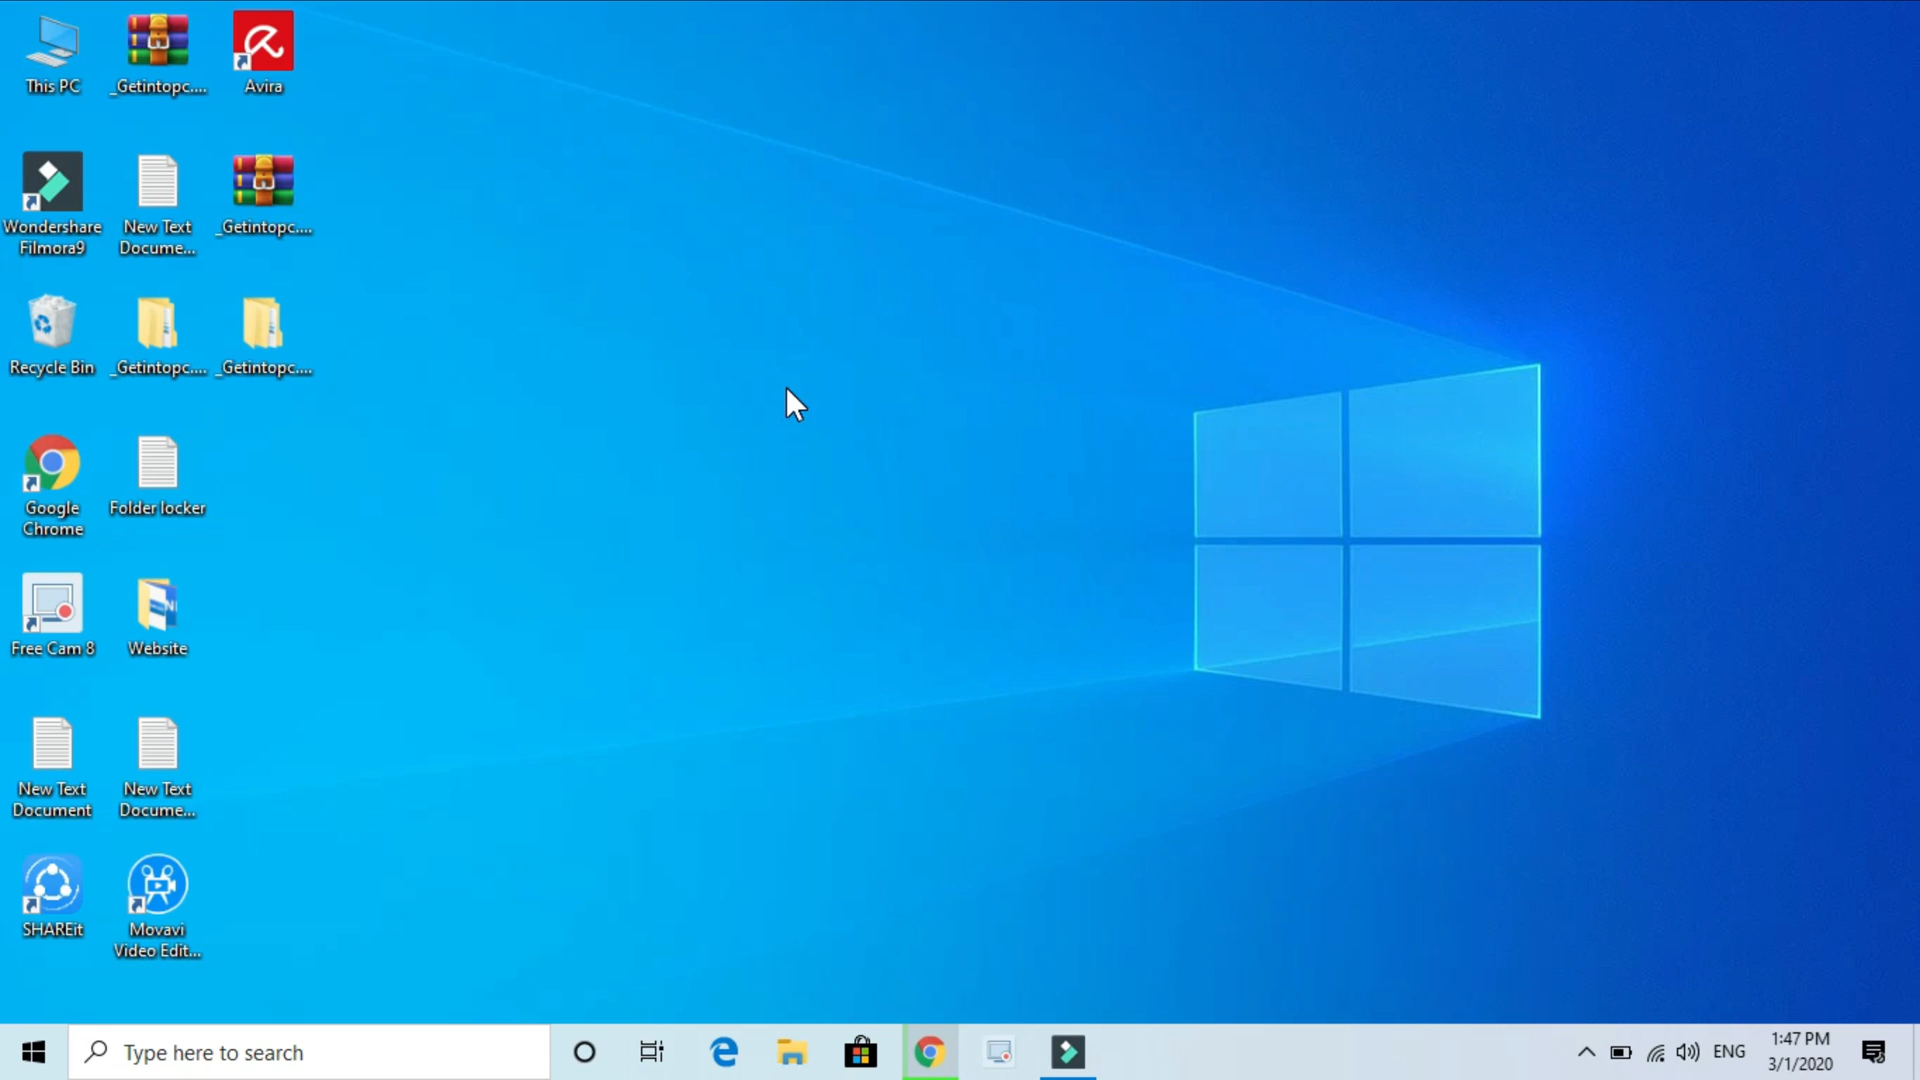 This PC
_Getintopc....
Avira
Wondershare
Filmora9
New Text
Docume...
_Getintopc....
Recycle Bin
_Getintopc....
_Getintopc....
Google
Chrome
Folder locker
Free Cam 8
Website
New Text
Document
New Text
Docume...
SHAREit
Movavi
Video Edit...
Type here to search
ENG
1:47 PM
3/1/2020